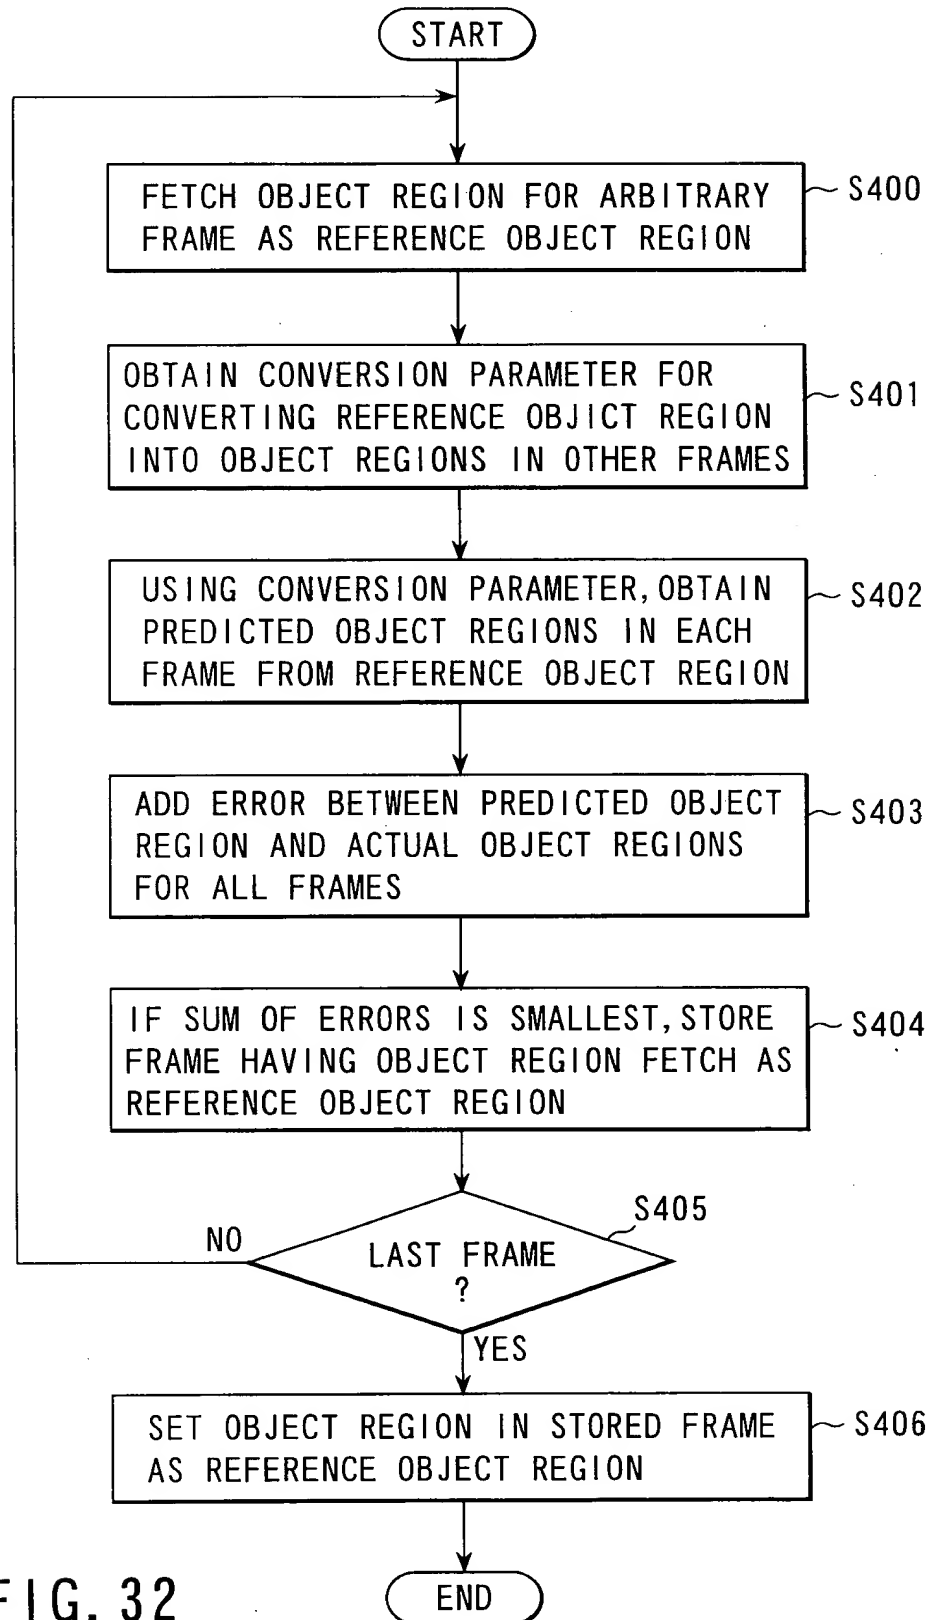 START
FETCH OBJECT REGION FOR ARBITRARY
FRAME AS REFERENCE OBJECT REGION
S400
OBTAIN CONVERSION PARAMETER FOR
CONVERTING REFERENCE OBJICT REGION
INTO OBJECT REGIONS IN OTHER FRAMES
S401
USING CONVERSION PARAMETER, OBTAIN
PREDICTED OBJECT REGIONS IN EACH
FRAME FROM REFERENCE OBJECT REGION
S402
ADD ERROR BETWEEN PREDICTED OBJECT
REGION AND ACTUAL OBJECT REGIONS
FOR ALL FRAMES
S403
IF SUM OF ERRORS IS SMALLEST, STORE
FRAME HAVING OBJECT REGION FETCH AS
REFERENCE OBJECT REGION
S404
S405
NO
LAST FRAME
?
YES
SET OBJECT REGION IN STORED FRAME
AS REFERENCE OBJECT REGION
S406
END
FIG. 32